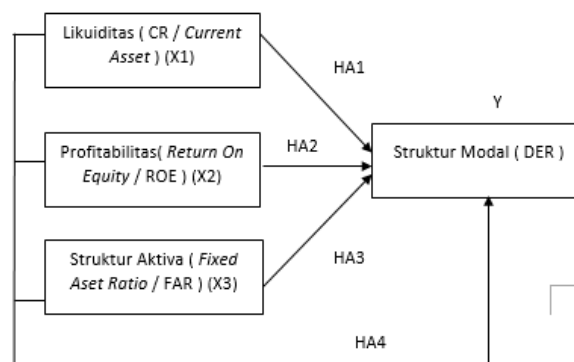 Likuiditas ( CR / Current
Asset ) (X1)
HA1
Y
Profitabilitas( Return On
Equity / ROE ) (X2)
HA2
Struktur Modal ( DER )
Struktur Aktiva ( Fixed
Aset Ratio / FAR ) (X3)
HA3
HA4